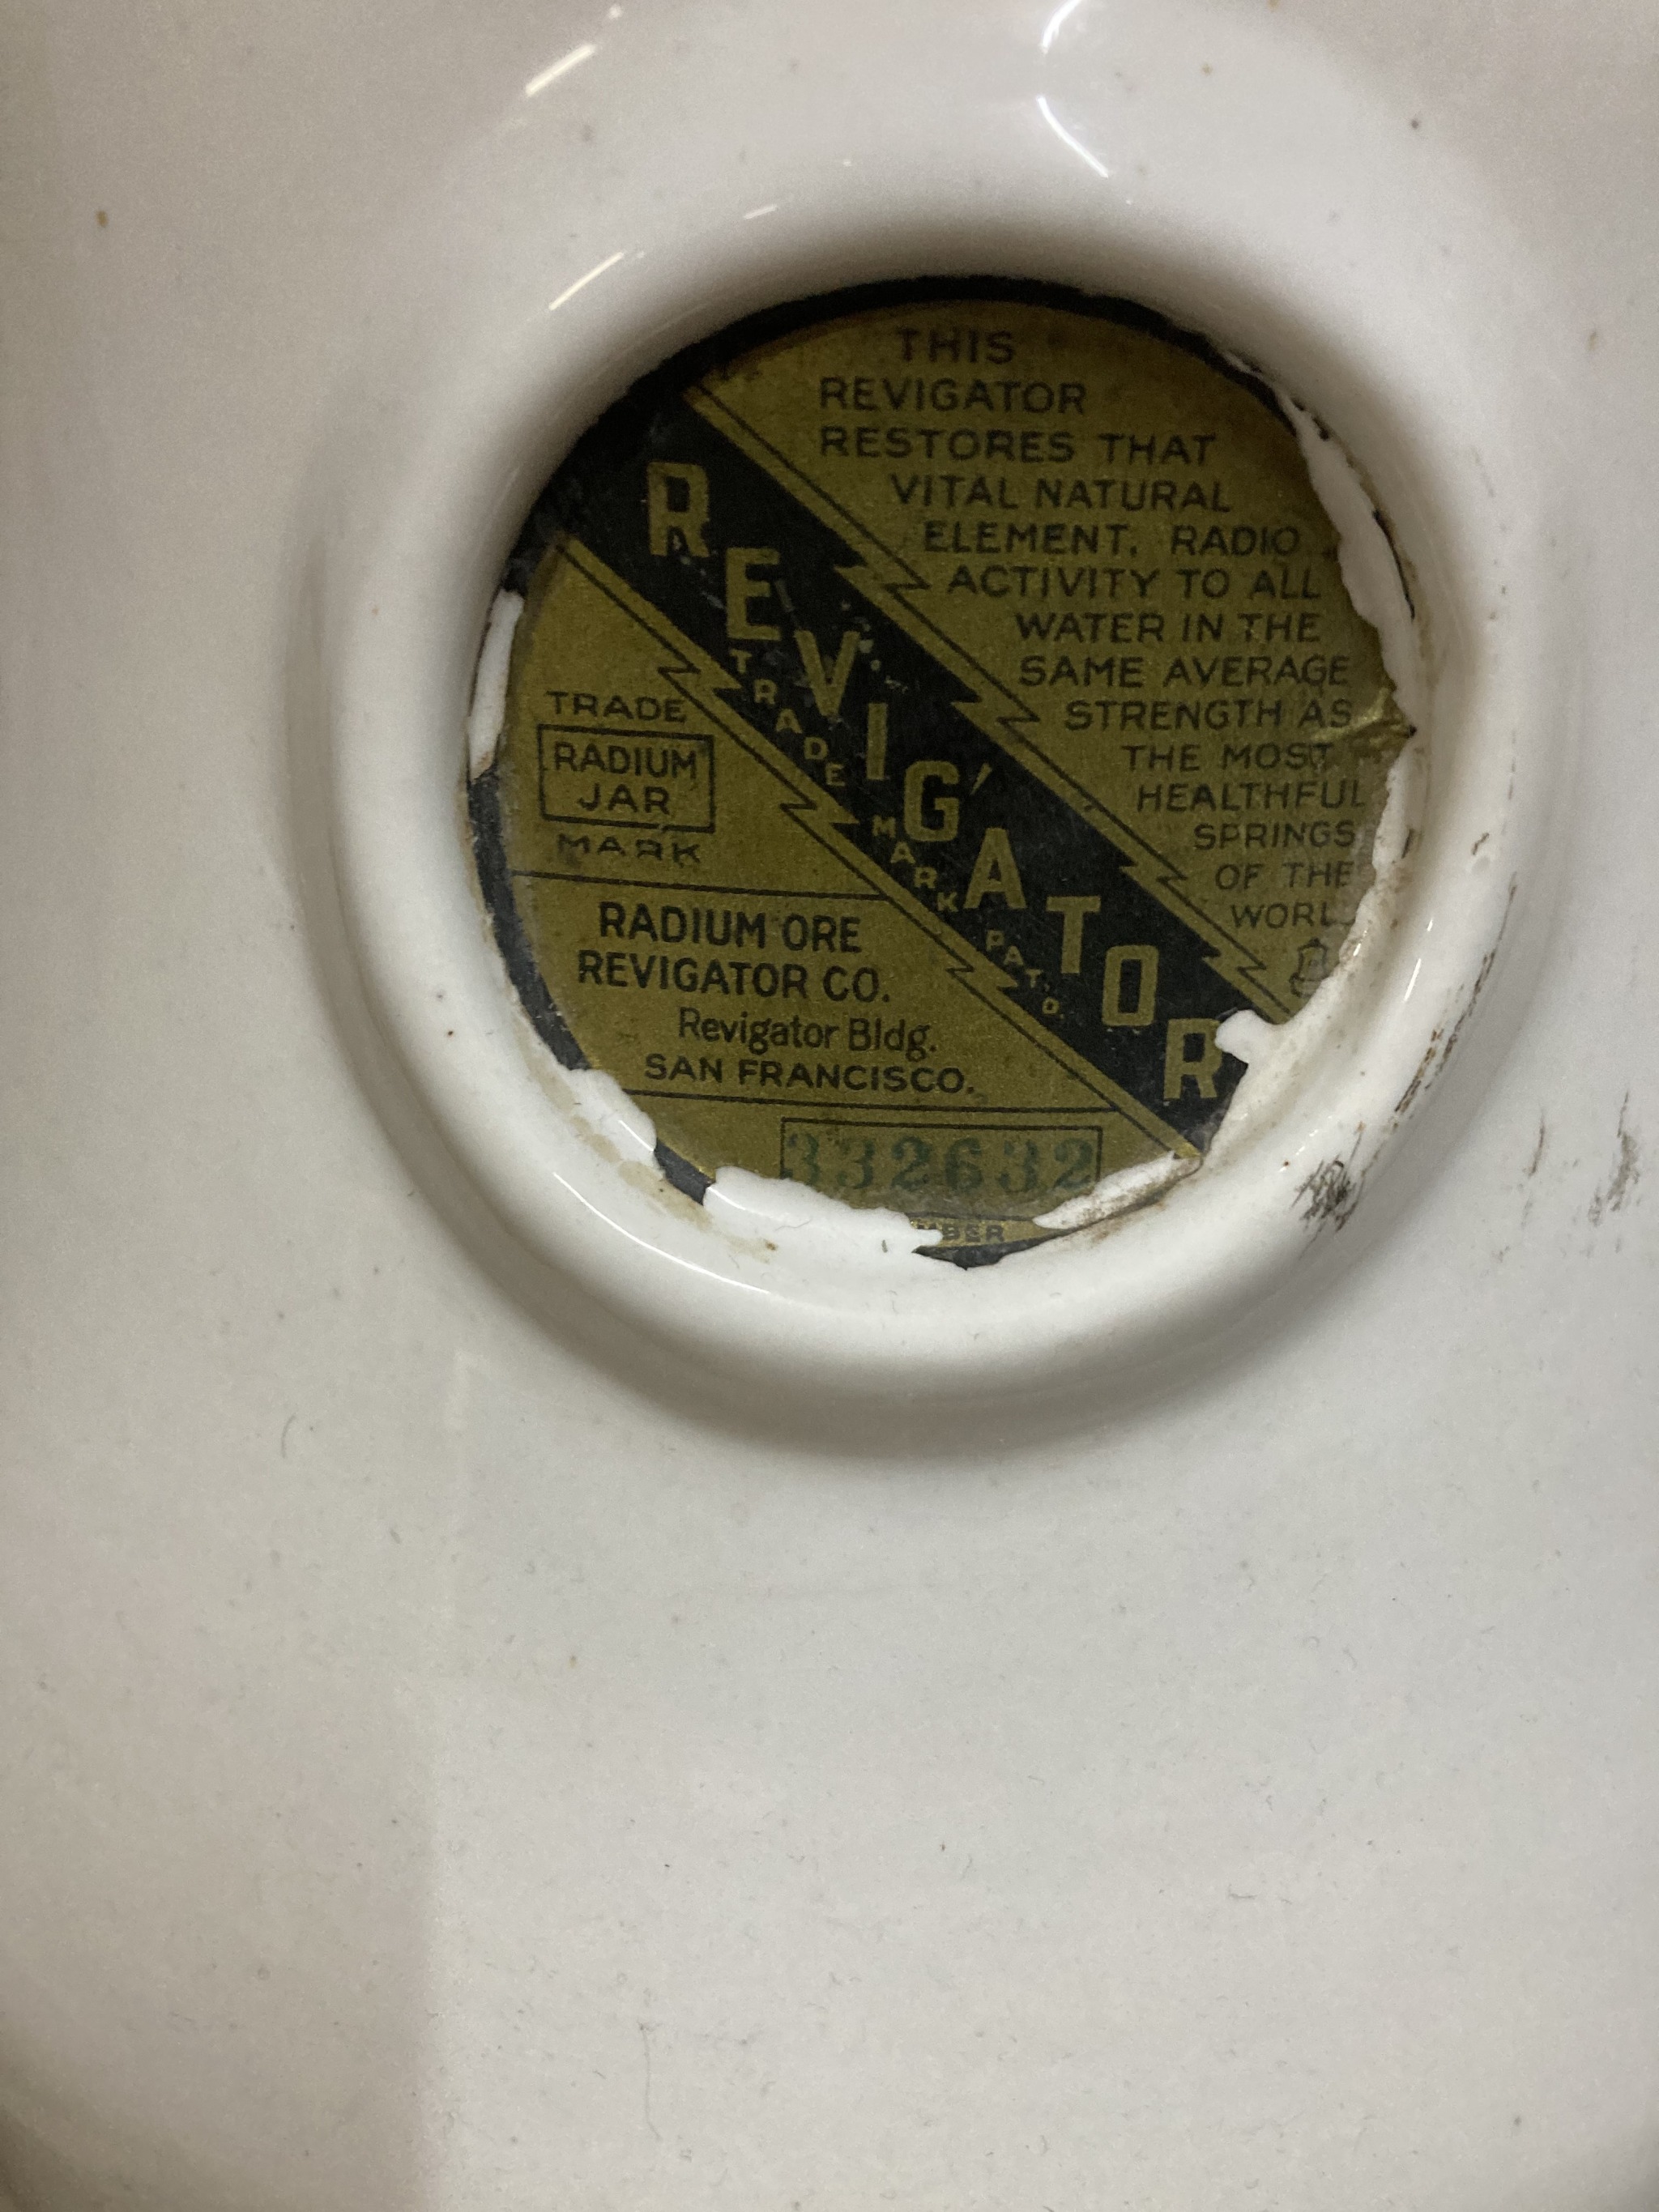 THIS
REVIGATOR
RESTORES THAT
VITAL NATURAL
ELEMENT, RADIO
ACTIVITY TO ALL
WATER IN THE
SAME AVERAGE
STRENGTH AS
THE MOST
HEALTHFUL
SPRINGS
OF THE
WORL
REVIGATOR
TRADE
MARK
PAT'D.
TRADE
RADIUM
JAR
MARK
RADIUM ORE
REVIGATOR CO.
Revigator Bldg.
SAN FRANCISCO.
332632